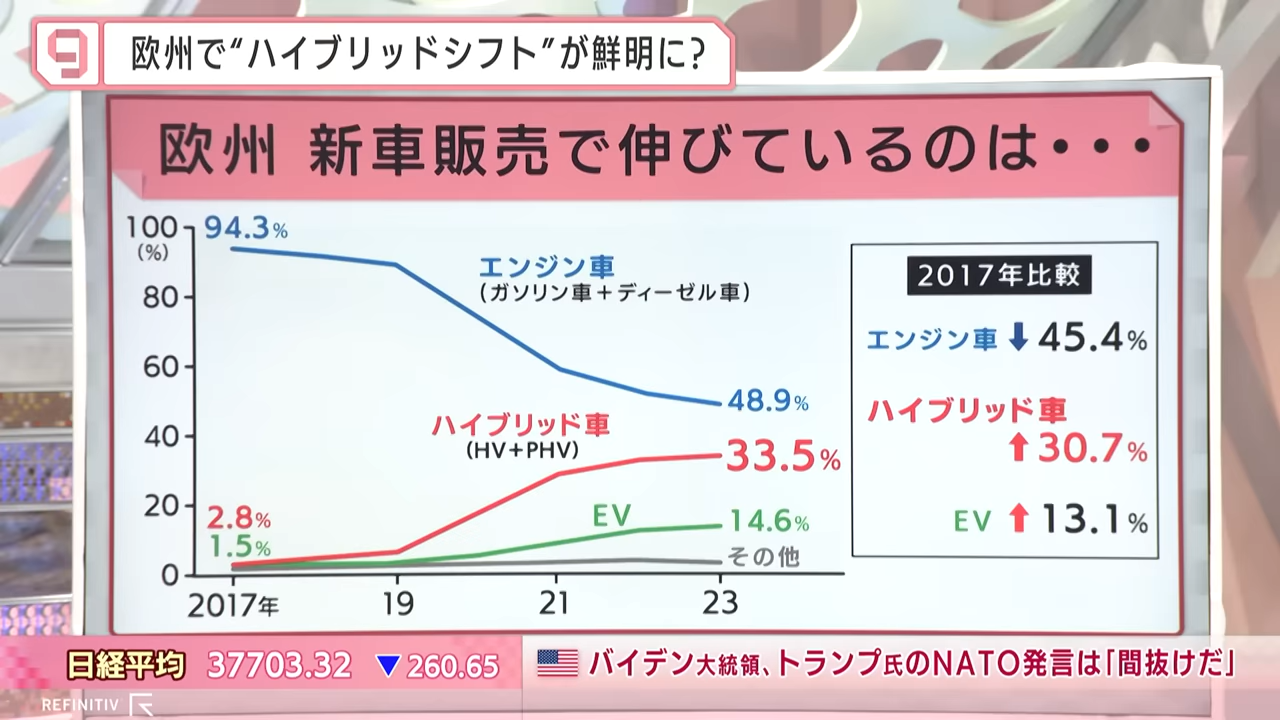 9
欧州で“ハイブリッドシフト”が鮮明に?
欧州 新車販売で伸びているのは・・・
100
(%)
80
60
40
20
0
2017年
19
21
23
94.3%
エンジン車
(ガソリン車+ディーゼル車)
48.9%
ハイブリッド車
(HV+PHV)
33.5%
2.8%
1.5%
EV
14.6%
その他
2017年比較
エンジン車 ⬇ 45.4%
ハイブリッド車
⬆ 30.7%
EV ⬆ 13.1%
日経平均 37703.32 ▼260.65
バイデン大統領、トランプ氏のNATO発言は「間抜けだ」
REFINITIV